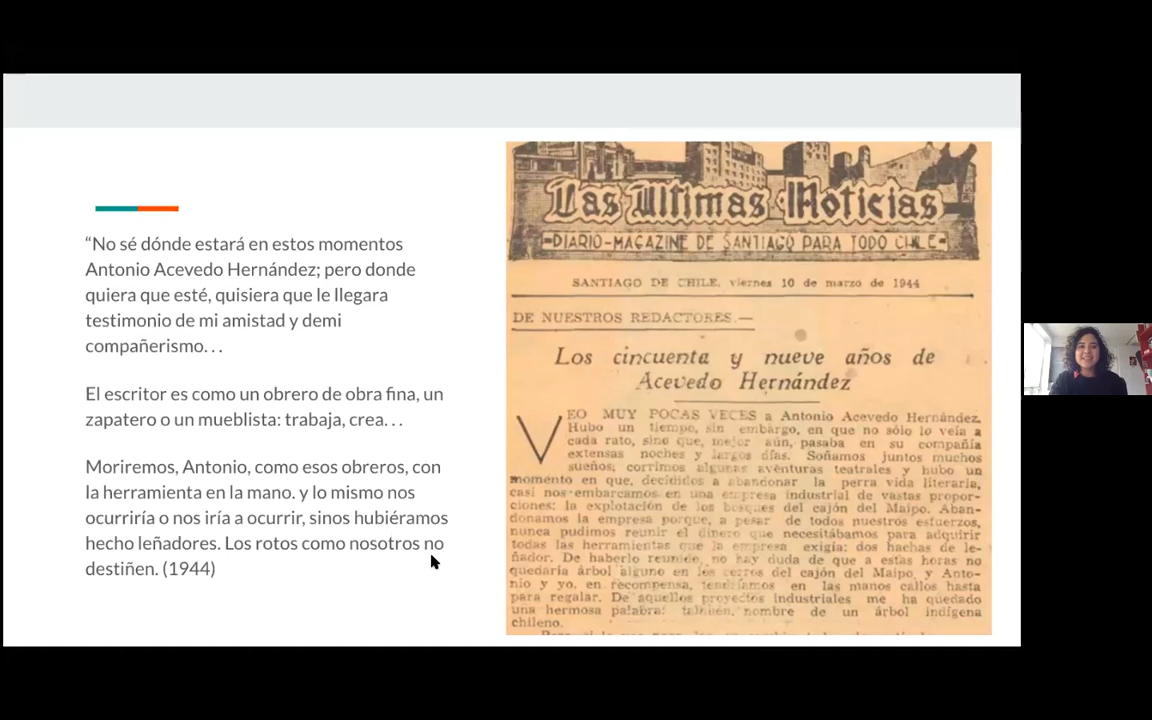 “No sé dónde estará en estos momentos
Antonio Acevedo Hernández; pero donde
quiera que esté, quisiera que le llegara
testimonio de mi amistad y demi
compañerismo. . .
El escritor es como un obrero de obra fina, un
zapatero o un mueblista: trabaja, crea. . .
Moriremos, Antonio, como esos obreros, con
la herramienta en la mano. y lo mismo nos
ocurriría o nos iría a ocurrir, sinos hubiéramos
hecho leñadores. Los rotos como nosotros no
destiñen. (1944)
Las Ultimas Noticias
-DIARIO-MAGAZINE DE SANTIAGO PARA TODO CHILE-
SANTIAGO DE CHILE, viernes 10 de marzo de 1944
DE NUESTROS REDACTORES.—
Los cincuenta y nueve años de
Acevedo Hernández
VEO MUY POCAS VECES a Antonio Acevedo Hernández.
Hubo un tiempo, sin embargo, en que no sólo lo veía a
cada rato, sino que, mejor aún, pasaba en su compañía
extensas noches y largos días. Soñamos juntos muchos
sueños; corrimos algunas aventuras teatrales y hubo un
momento en que, decididos a abandonar la perra vida literaria,
casi nos embarcamos en una empresa industrial de vastas propor-
ciones: la explotación de los bosques del cajón del Maipo. Aban-
donamos la empresa porque, a pesar de todos nuestros esfuerzos,
nunca pudimos reunir el dinero que necesitábamos para adquirir
todas las herramientas que la empresa exigía: dos hachas de le-
ñador. De haberlo reunido, no hay duda de que a estas horas no
quedaría árbol alguno en los cerros del cajón del Maipo, y Anto-
nio y yo, en recompensa, tendríamos en las manos callos hasta
para regalar. De aquellos proyectos industriales me ha quedado
una hermosa palabra: nombre de un árbol indígena
chileno.